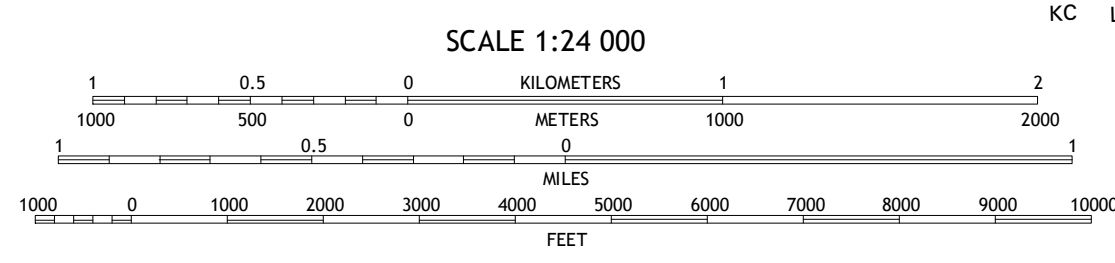 KC L
SCALE 1:24 000
1 0.5 0 KILOMETERS 1 2
1000 500 0 METERS 1000 2000
1 0.5 0 1
MILES
1000 0 1000 2000 3000 4000 5000 6000 7000 8000 9000 10000
FEET